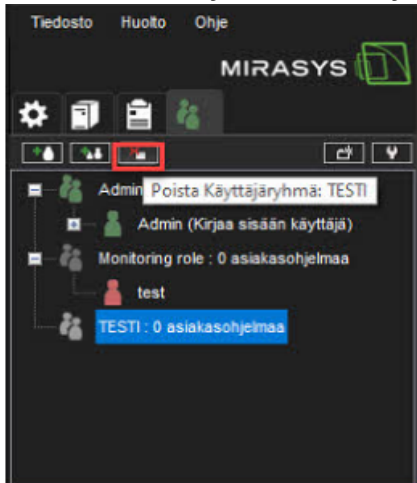 Tiedosto Huolto Ohje
MIRASYS
Admin Poista Käyttäjäryhmä: TESTI
Admin (Kirjaa sisään käyttäjä)
Monitoring role : 0 asiakasohjelmaa
test
TESTI : 0 asiakasohjelmaa